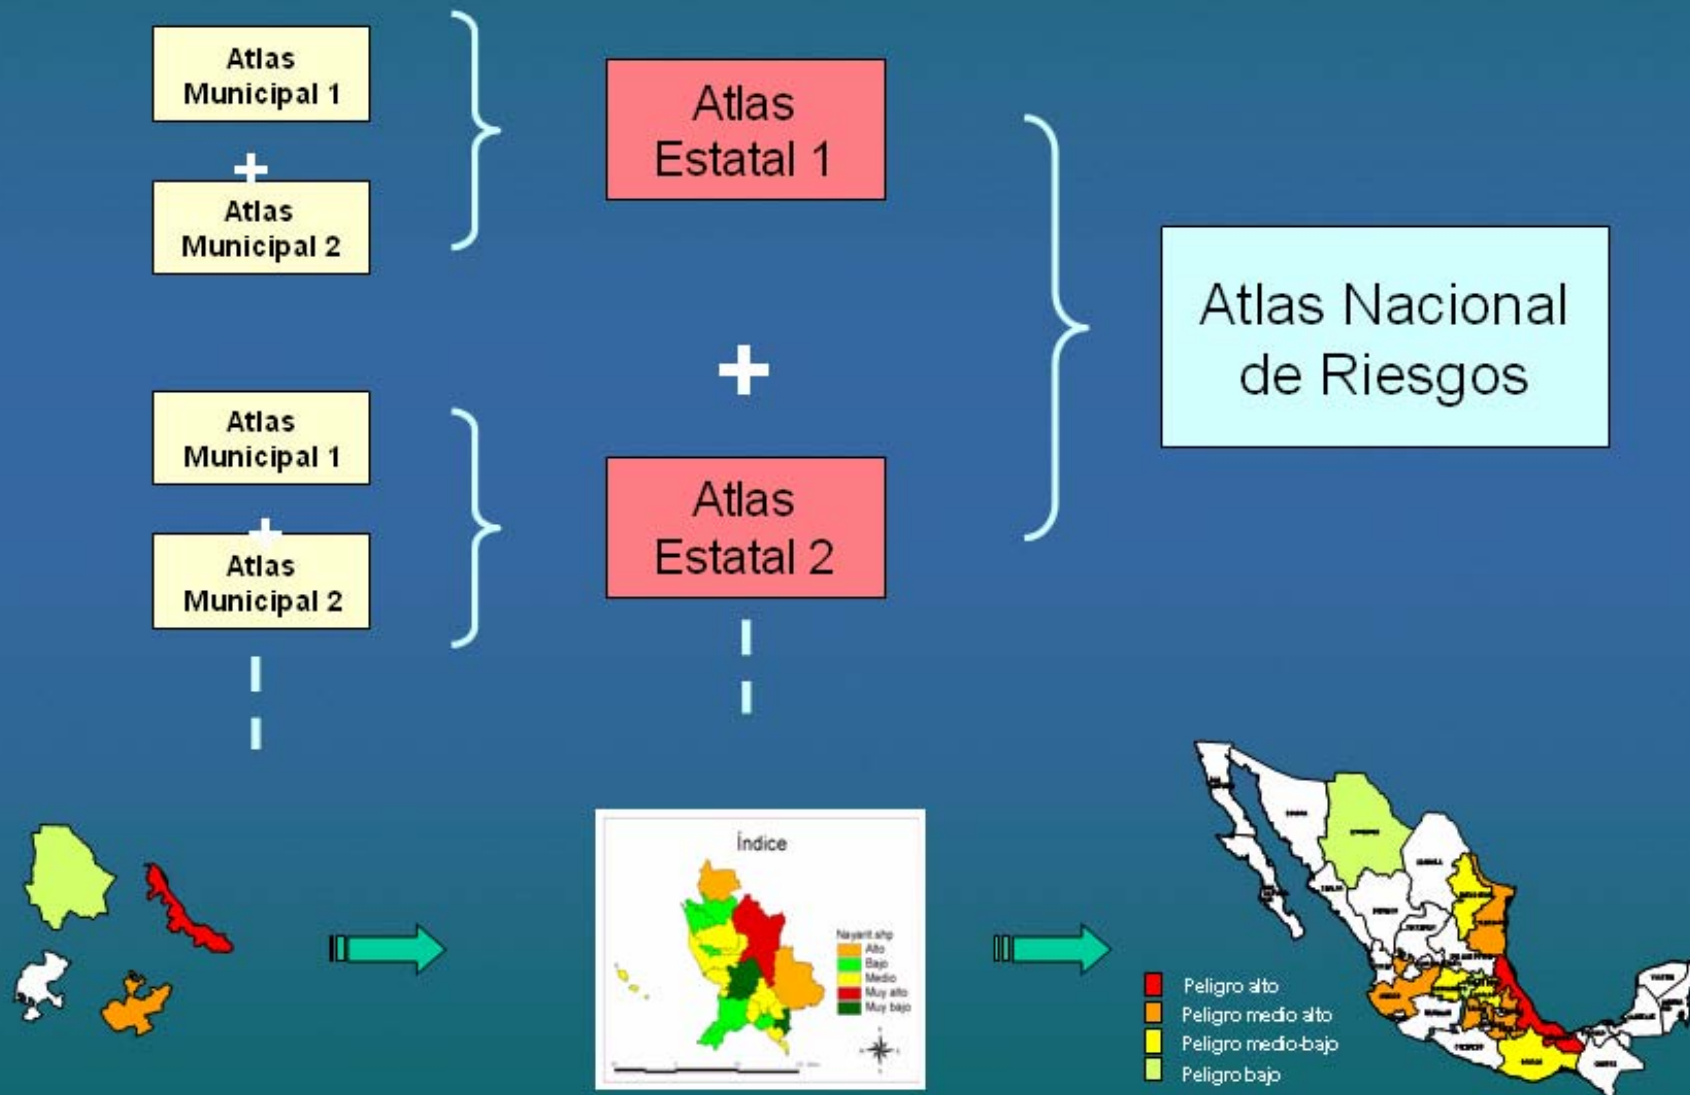 Atlas
Municipal 1
+
Atlas
Municipal 2
Atlas
Estatal 1
+
Atlas Nacional
de Riesgos
Atlas
Municipal 1
+
Atlas
Municipal 2
Atlas
Estatal 2
Índice
Nayarit.shp
Alto
Bajo
Medio
Muy alto
Muy bajo
Peligro alto
Peligro medio alto
Peligro medio-bajo
Peligro bajo